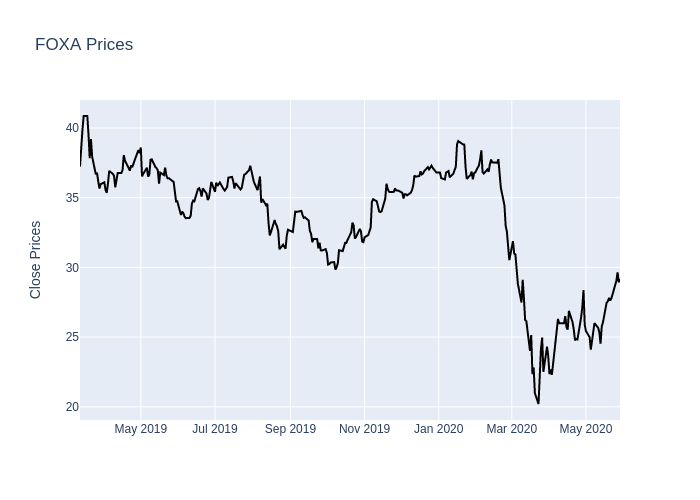 FOXA Prices
Close Prices
40
35
30
25
20
May 2019
Jul 2019
Sep 2019
Nov 2019
Jan 2020
Mar 2020
May 2020